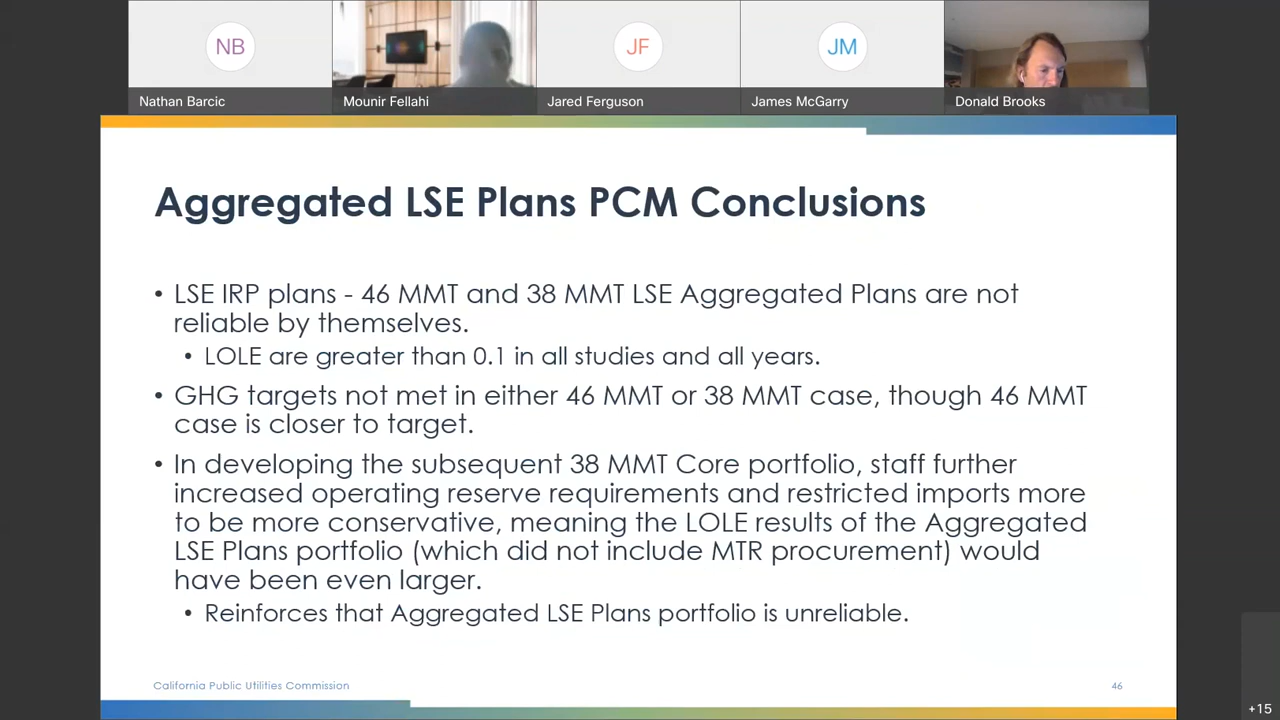 NB
JF
JM
Nathan Barcic
Mounir Fellahi
Jared Ferguson
James McGarry
Donald Brooks
Aggregated LSE Plans PCM Conclusions
• LSE IRP plans - 46 MMT and 38 MMT LSE Aggregated Plans are not
reliable by themselves.
• LOLE are greater than 0.1 in all studies and all years.
• GHG targets not met in either 46 MMT or 38 MMT case, though 46 MMT
case is closer to target.
• In developing the subsequent 38 MMT Core portfolio, staff further
increased operating reserve requirements and restricted imports more
to be more conservative, meaning the LOLE results of the Aggregated
LSE Plans portfolio (which did not include MTR procurement) would
have been even larger.
• Reinforces that Aggregated LSE Plans portfolio is unreliable.
California Public Utilities Commission
46
+15